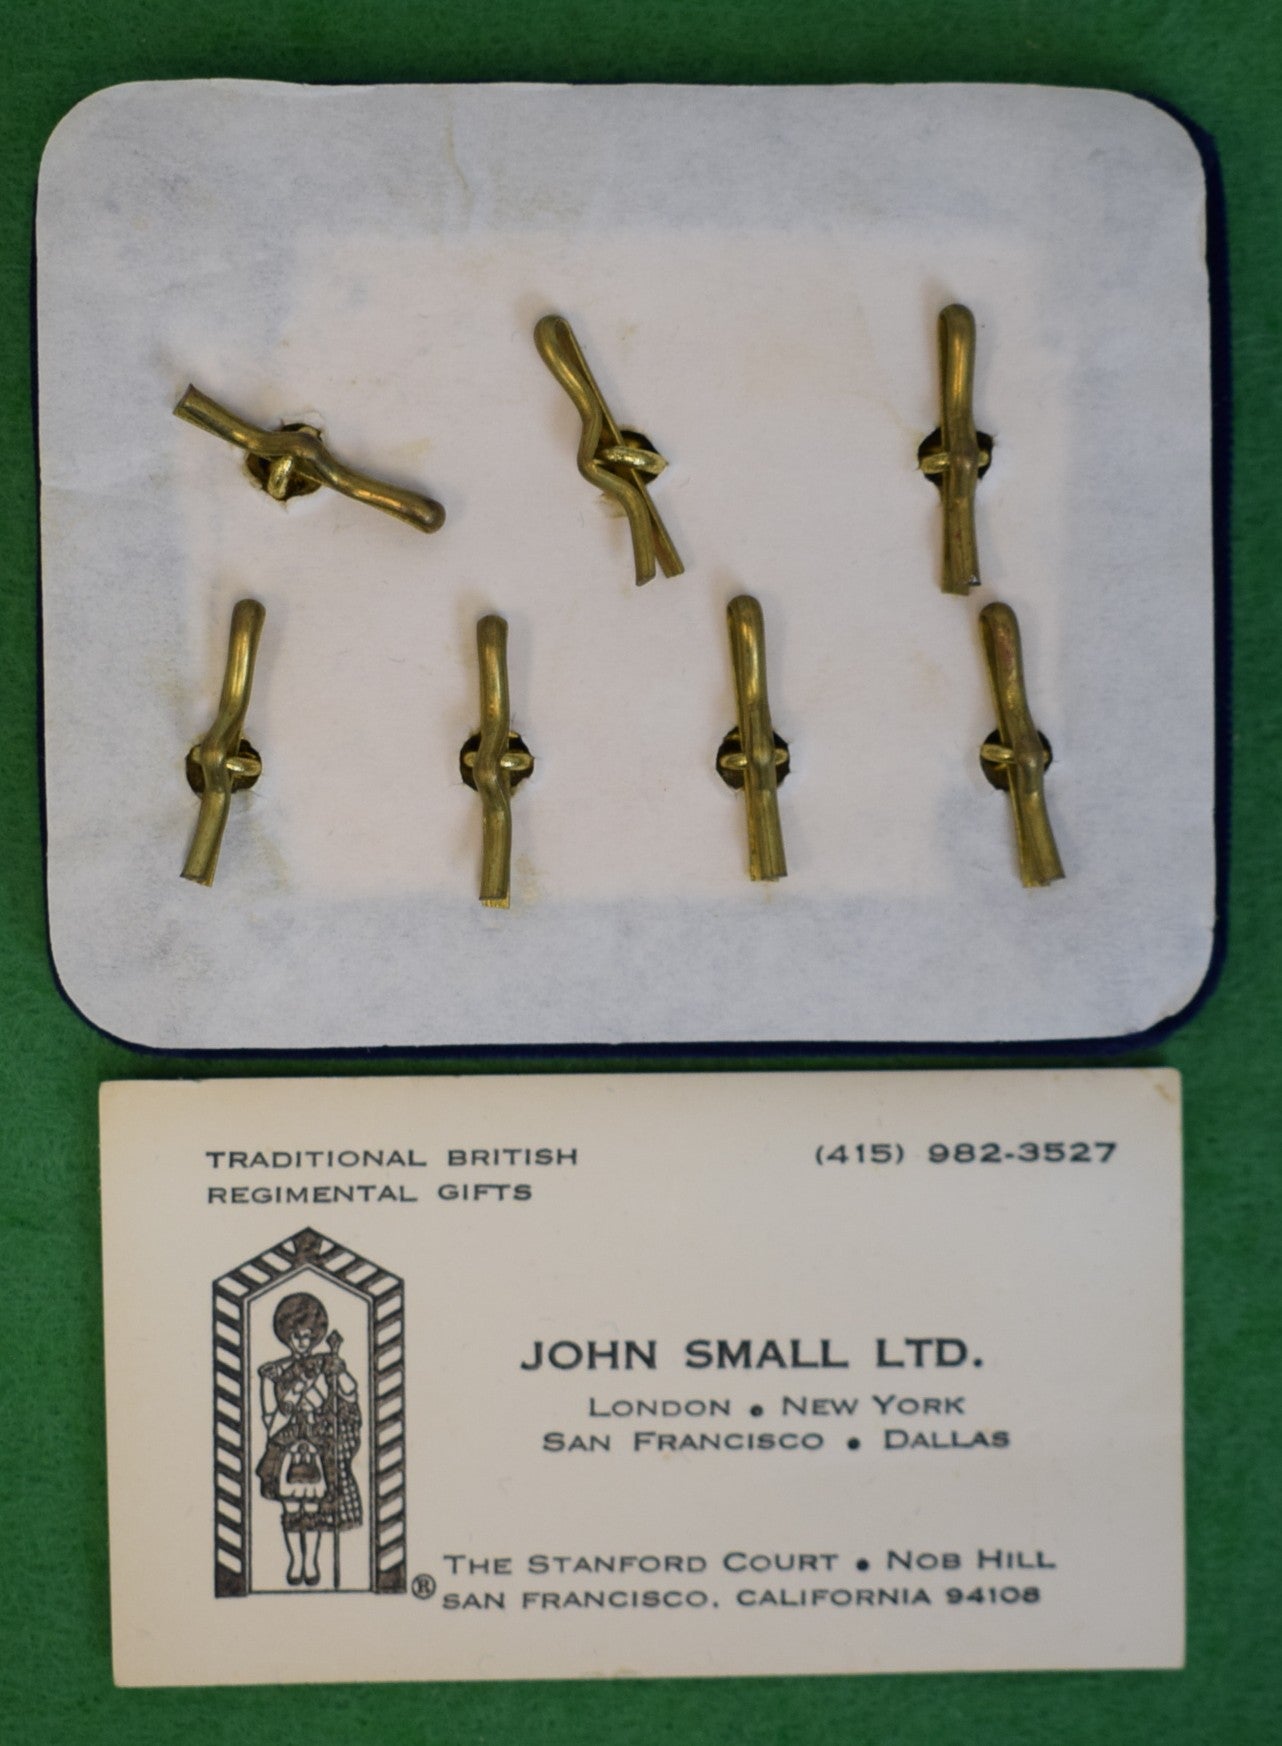 TRADITIONAL BRITISH
REGIMENTAL GIFTS
(415) 982-3527
JOHN SMALL LTD.
LONDON • NEW YORK
SAN FRANCISCO • DALLAS
THE STANFORD COURT • NOB HILL
® SAN FRANCISCO, CALIFORNIA 94108